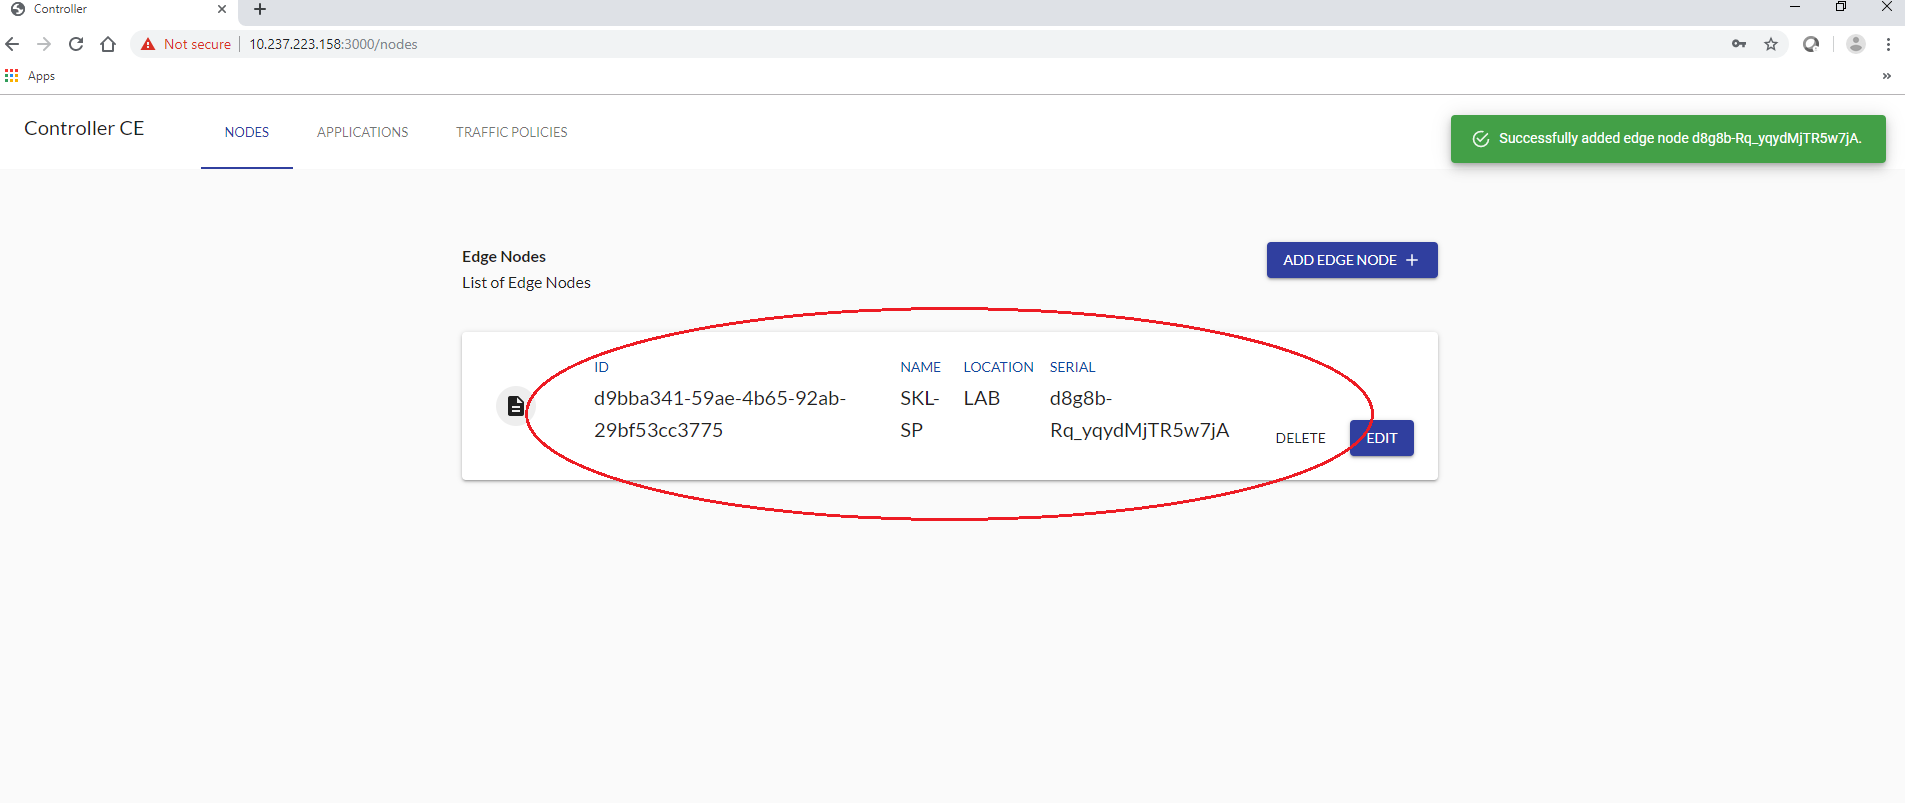 Controller
Not secure
10.237.223.158:3000/nodes
Apps
»
Controller CE
NODES
APPLICATIONS
TRAFFIC POLICIES
Successfully added edge node d8g8b-Rq_yqydMjTR5w7jA.
Edge Nodes
List of Edge Nodes
ADD EDGE NODE +
ID
NAME
LOCATION
SERIAL
d9bba341-59ae-4b65-92ab-
29bf53cc3775
SKL-
SP
LAB
d8g8b-
Rq_yqydMjTR5w7jA
DELETE
EDIT